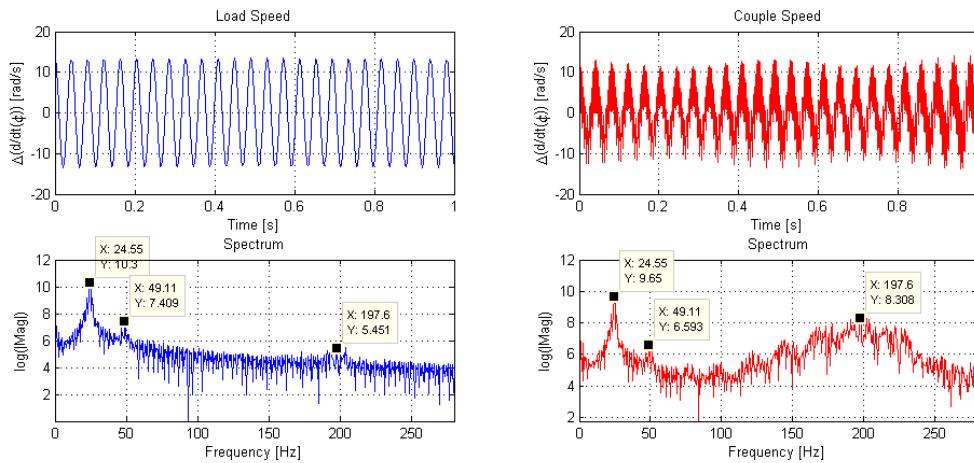 Load Speed
20
10
0
-10
-20
Δ(d/dt(ϕ)) [rad/s]
0 0.2 0.4 0.6 0.8 1
Time [s]
Couple Speed
20
10
0
-10
-20
Δ(d/dt(ϕ)) [rad/s]
0 0.2 0.4 0.6 0.8
Time [s]
Spectrum
12
10
8
6
4
2
log(|Mag|)
X: 24.55
Y: 10.3
X: 49.11
Y: 7.409
X: 197.6
Y: 5.451
0 50 100 150 200 250
Frequency [Hz]
Spectrum
12
10
8
6
4
2
log(|Mag|)
X: 24.55
Y: 9.65
X: 49.11
Y: 6.593
X: 197.6
Y: 8.308
0 50 100 150 200 250
Frequency [Hz]